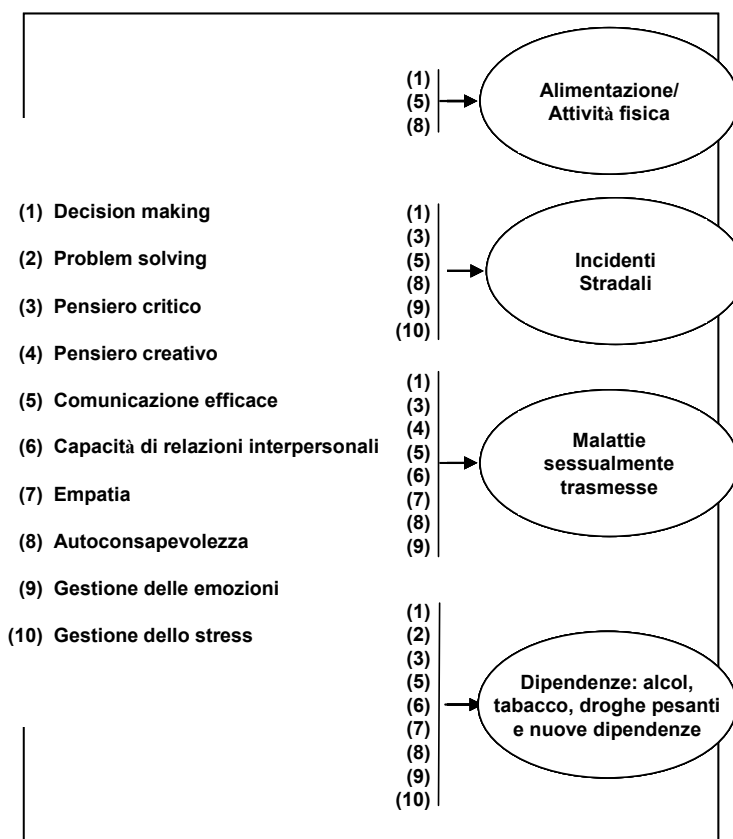 (1)
(5)
(8)
Alimentazione/
Attività fisica
(1) Decision making
(2) Problem solving
(3) Pensiero critico
(4) Pensiero creativo
(5) Comunicazione efficace
(6) Capacità di relazioni interpersonali
(7) Empatia
(8) Autoconsapevolezza
(9) Gestione delle emozioni
(10) Gestione dello stress
(1)
(3)
(5)
(8)
(9)
(10)
Incidenti
Stradali
(1)
(3)
(4)
(5)
(6)
(7)
(8)
(9)
Malattie
sessualmente
trasmesse
(1)
(2)
(3)
(5)
(6)
(7)
(8)
(9)
(10)
Dipendenze: alcol,
tabacco, droghe pesanti
e nuove dipendenze